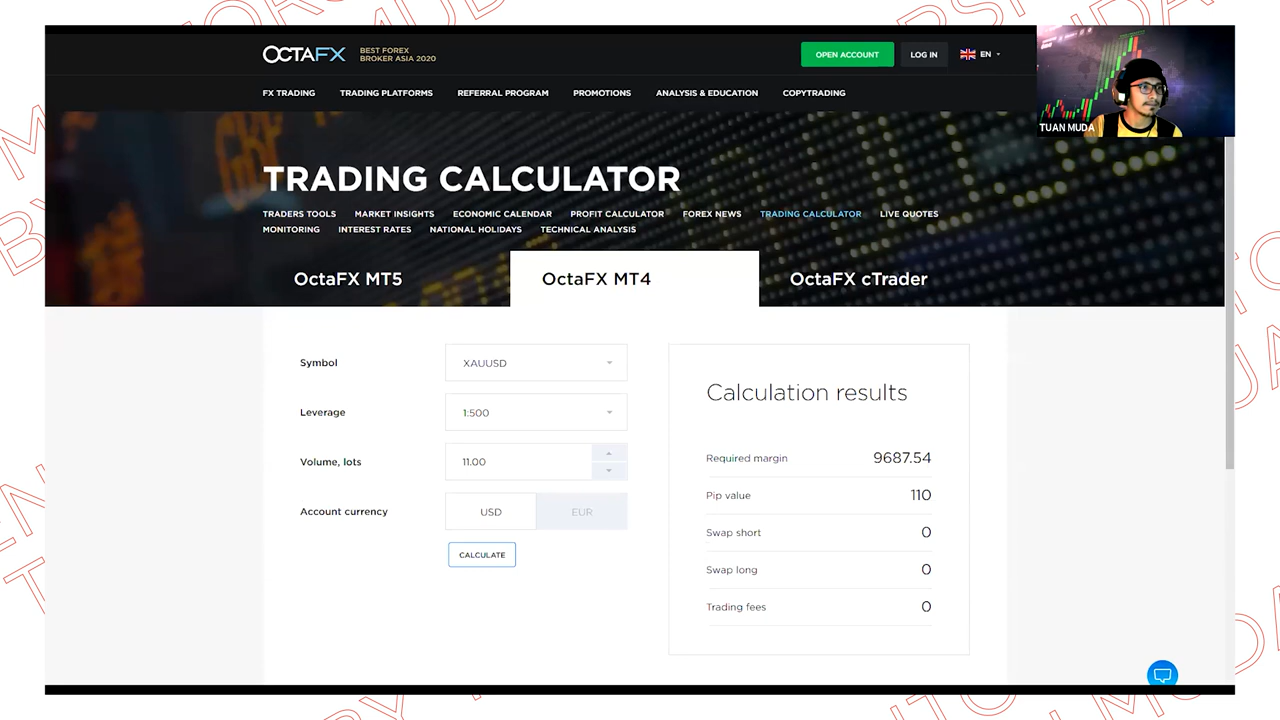 OCTAFX
BEST FOREX
BROKER ASIA 2020
OPEN ACCOUNT
LOG IN
EN
FX TRADING
TRADING PLATFORMS
REFERRAL PROGRAM
PROMOTIONS
ANALYSIS & EDUCATION
COPYTRADING
TUAN MUDA
TRADING CALCULATOR
TRADERS TOOLS
MARKET INSIGHTS
ECONOMIC CALENDAR
PROFIT CALCULATOR
FOREX NEWS
TRADING CALCULATOR
LIVE QUOTES
MONITORING
INTEREST RATES
NATIONAL HOLIDAYS
TECHNICAL ANALYSIS
OctaFX MT5
OctaFX MT4
OctaFX cTrader
Symbol
XAUUSD
Leverage
1:500
Volume, lots
11.00
Account currency
USD
EUR
CALCULATE
Calculation results
Required margin
9687.54
Pip value
110
Swap short
0
Swap long
0
Trading fees
0